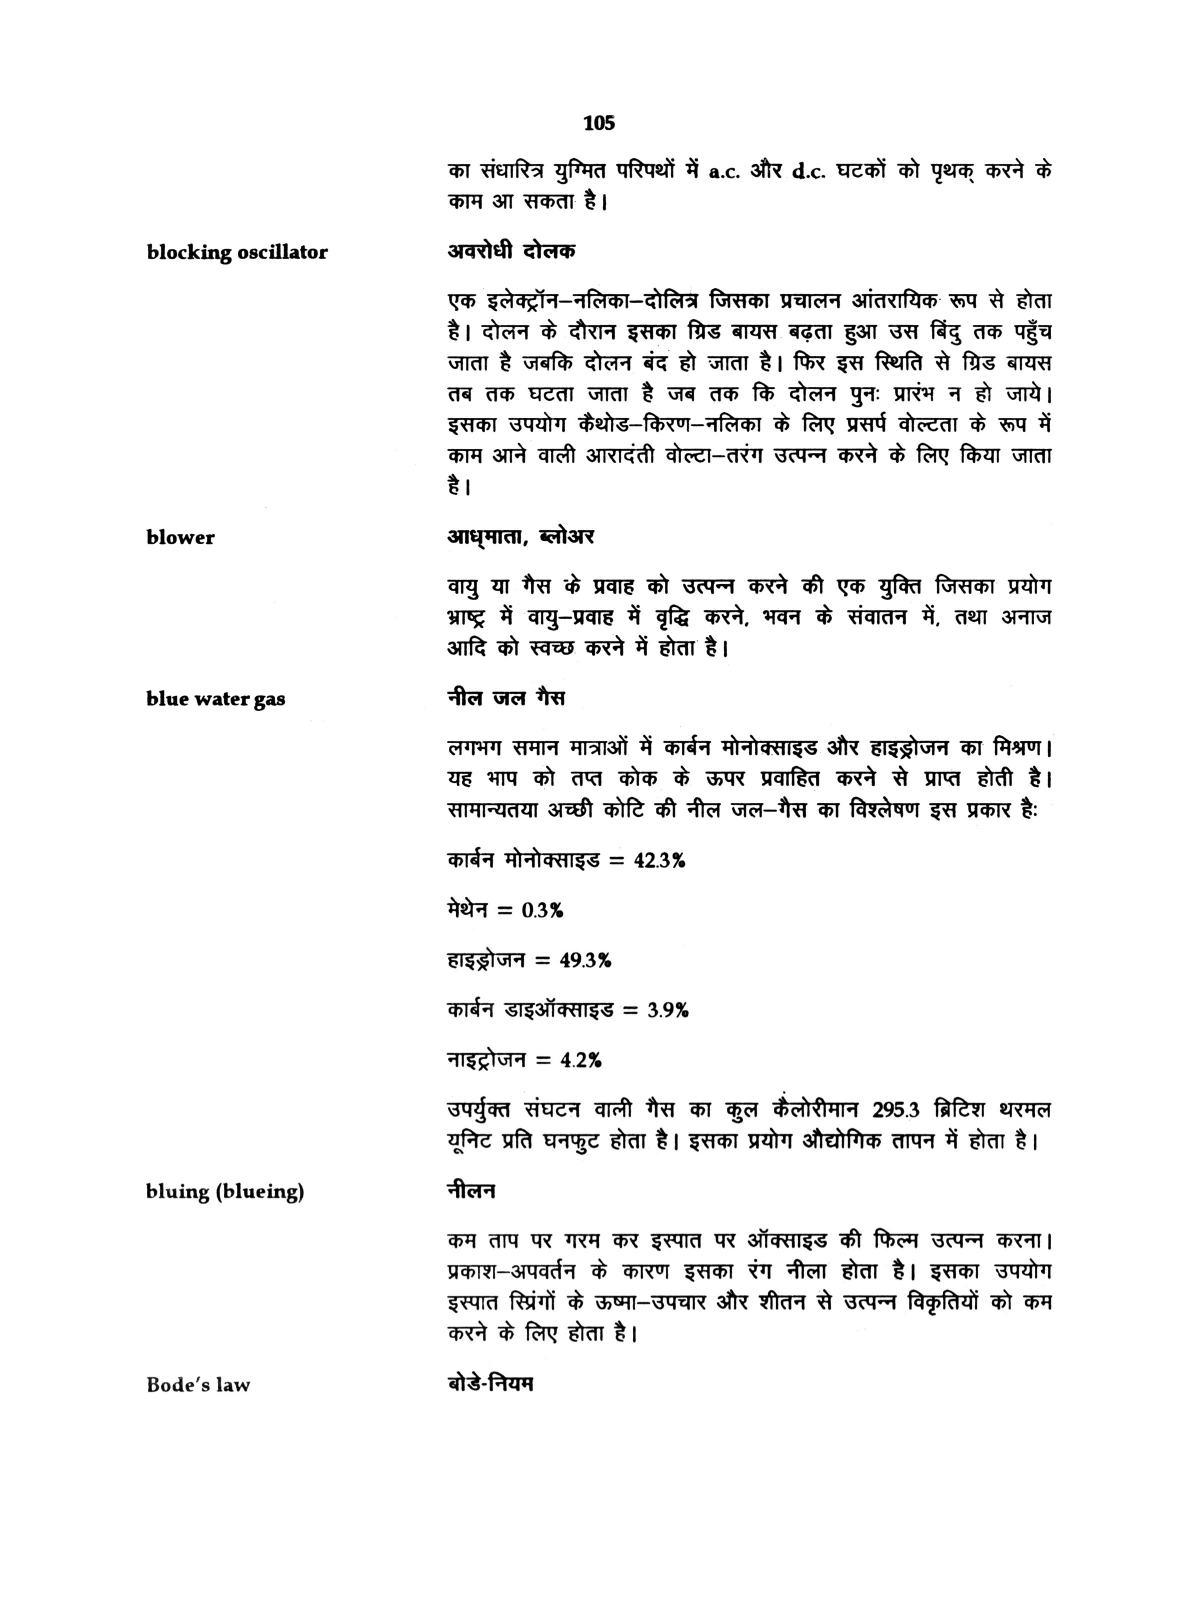 105
का संधारित्र युग्मित परिपथों में a.c. और d.c. घटकों को पृथक् करने के
काम आ सकता है।
blocking oscillator अवरोधी दोलक
एक इलेक्ट्रॉन–नलिका–दोलित्र जिसका प्रचालन आंतरायिक रूप से होता
है। दोलन के दौरान इसका ग्रिड बायस बढ़ता हुआ उस बिंदु तक पहुँच
जाता है जबकि दोलन बंद हो जाता है। फिर इस स्थिति से ग्रिड बायस
तब तक घटता जाता है जब तक कि दोलन पुनः प्रारंभ न हो जाये।
इसका उपयोग कैथोड–किरण–नलिका के लिए प्रसर्प वोल्टता के रूप में
काम आने वाली आरादंती वोल्टा–तरंग उत्पन्न करने के लिए किया जाता
है।
blower आध्‌माता, ब्लोअर
वायु या गैस के प्रवाह को उत्पन्न करने की एक युक्ति जिसका प्रयोग
भ्राष्ट्र में वायु–प्रवाह में वृद्धि करने, भवन के संवातन में, तथा अनाज
आदि को स्वच्छ करने में होता है।
blue water gas नील जल गैस
लगभग समान मात्राओं में कार्बन मोनोक्साइड और हाइड्रोजन का मिश्रण।
यह भाप को तप्त कोक के ऊपर प्रवाहित करने से प्राप्त होती है।
सामान्यतया अच्छी कोटि की नील जल–गैस का विश्लेषण इस प्रकार है:
कार्बन मोनोक्साइड = 42.3%
मेथेन = 0.3%
हाइड्रोजन = 49.3%
कार्बन डाइऑक्साइड = 3.9%
नाइट्रोजन = 4.2%
उपर्युक्त संघटन वाली गैस का कुल कैलोरीमान 295.3 ब्रिटिश थरमल
यूनिट प्रति घनफुट होता है। इसका प्रयोग औद्योगिक तापन में होता है।
bluing (blueing) नीलन
कम ताप पर गरम कर इस्पात पर ऑक्साइड की फिल्म उत्पन्न करना।
प्रकाश–अपवर्तन के कारण इसका रंग नीला होता है। इसका उपयोग
इस्पात स्प्रिंगों के ऊष्मा–उपचार और शीतन से उत्पन्न विकृतियों को कम
करने के लिए होता है।
Bode's law बोडे-नियम